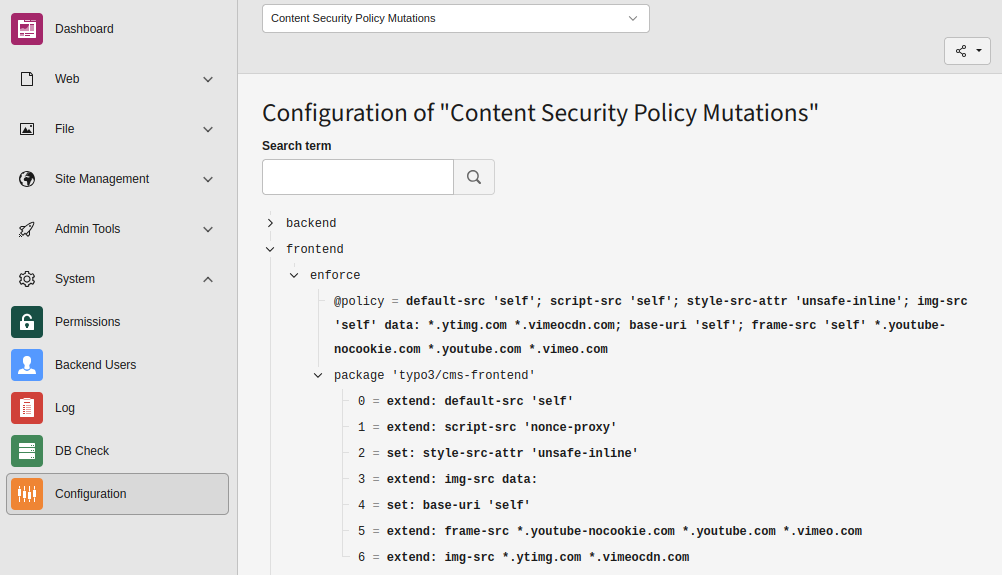 Dashboard
Web
File
Site Management
Admin Tools
System
Permissions
Backend Users
Log
DB Check
Configuration
Content Security Policy Mutations
Configuration of "Content Security Policy Mutations"
Search term
backend
frontend
enforce
@policy = default-src 'self'; script-src 'self'; style-src-attr 'unsafe-inline'; img-src
'self' data: *.ytimg.com *.vimeocdn.com; base-uri 'self'; frame-src 'self' *.youtube-
nocookie.com *.youtube.com *.vimeo.com
package 'typo3/cms-frontend'
0 = extend: default-src 'self'
1 = extend: script-src 'nonce-proxy'
2 = set: style-src-attr 'unsafe-inline'
3 = extend: img-src data:
4 = set: base-uri 'self'
5 = extend: frame-src *.youtube-nocookie.com *.youtube.com *.vimeo.com
6 = extend: img-src *.ytimg.com *.vimeocdn.com